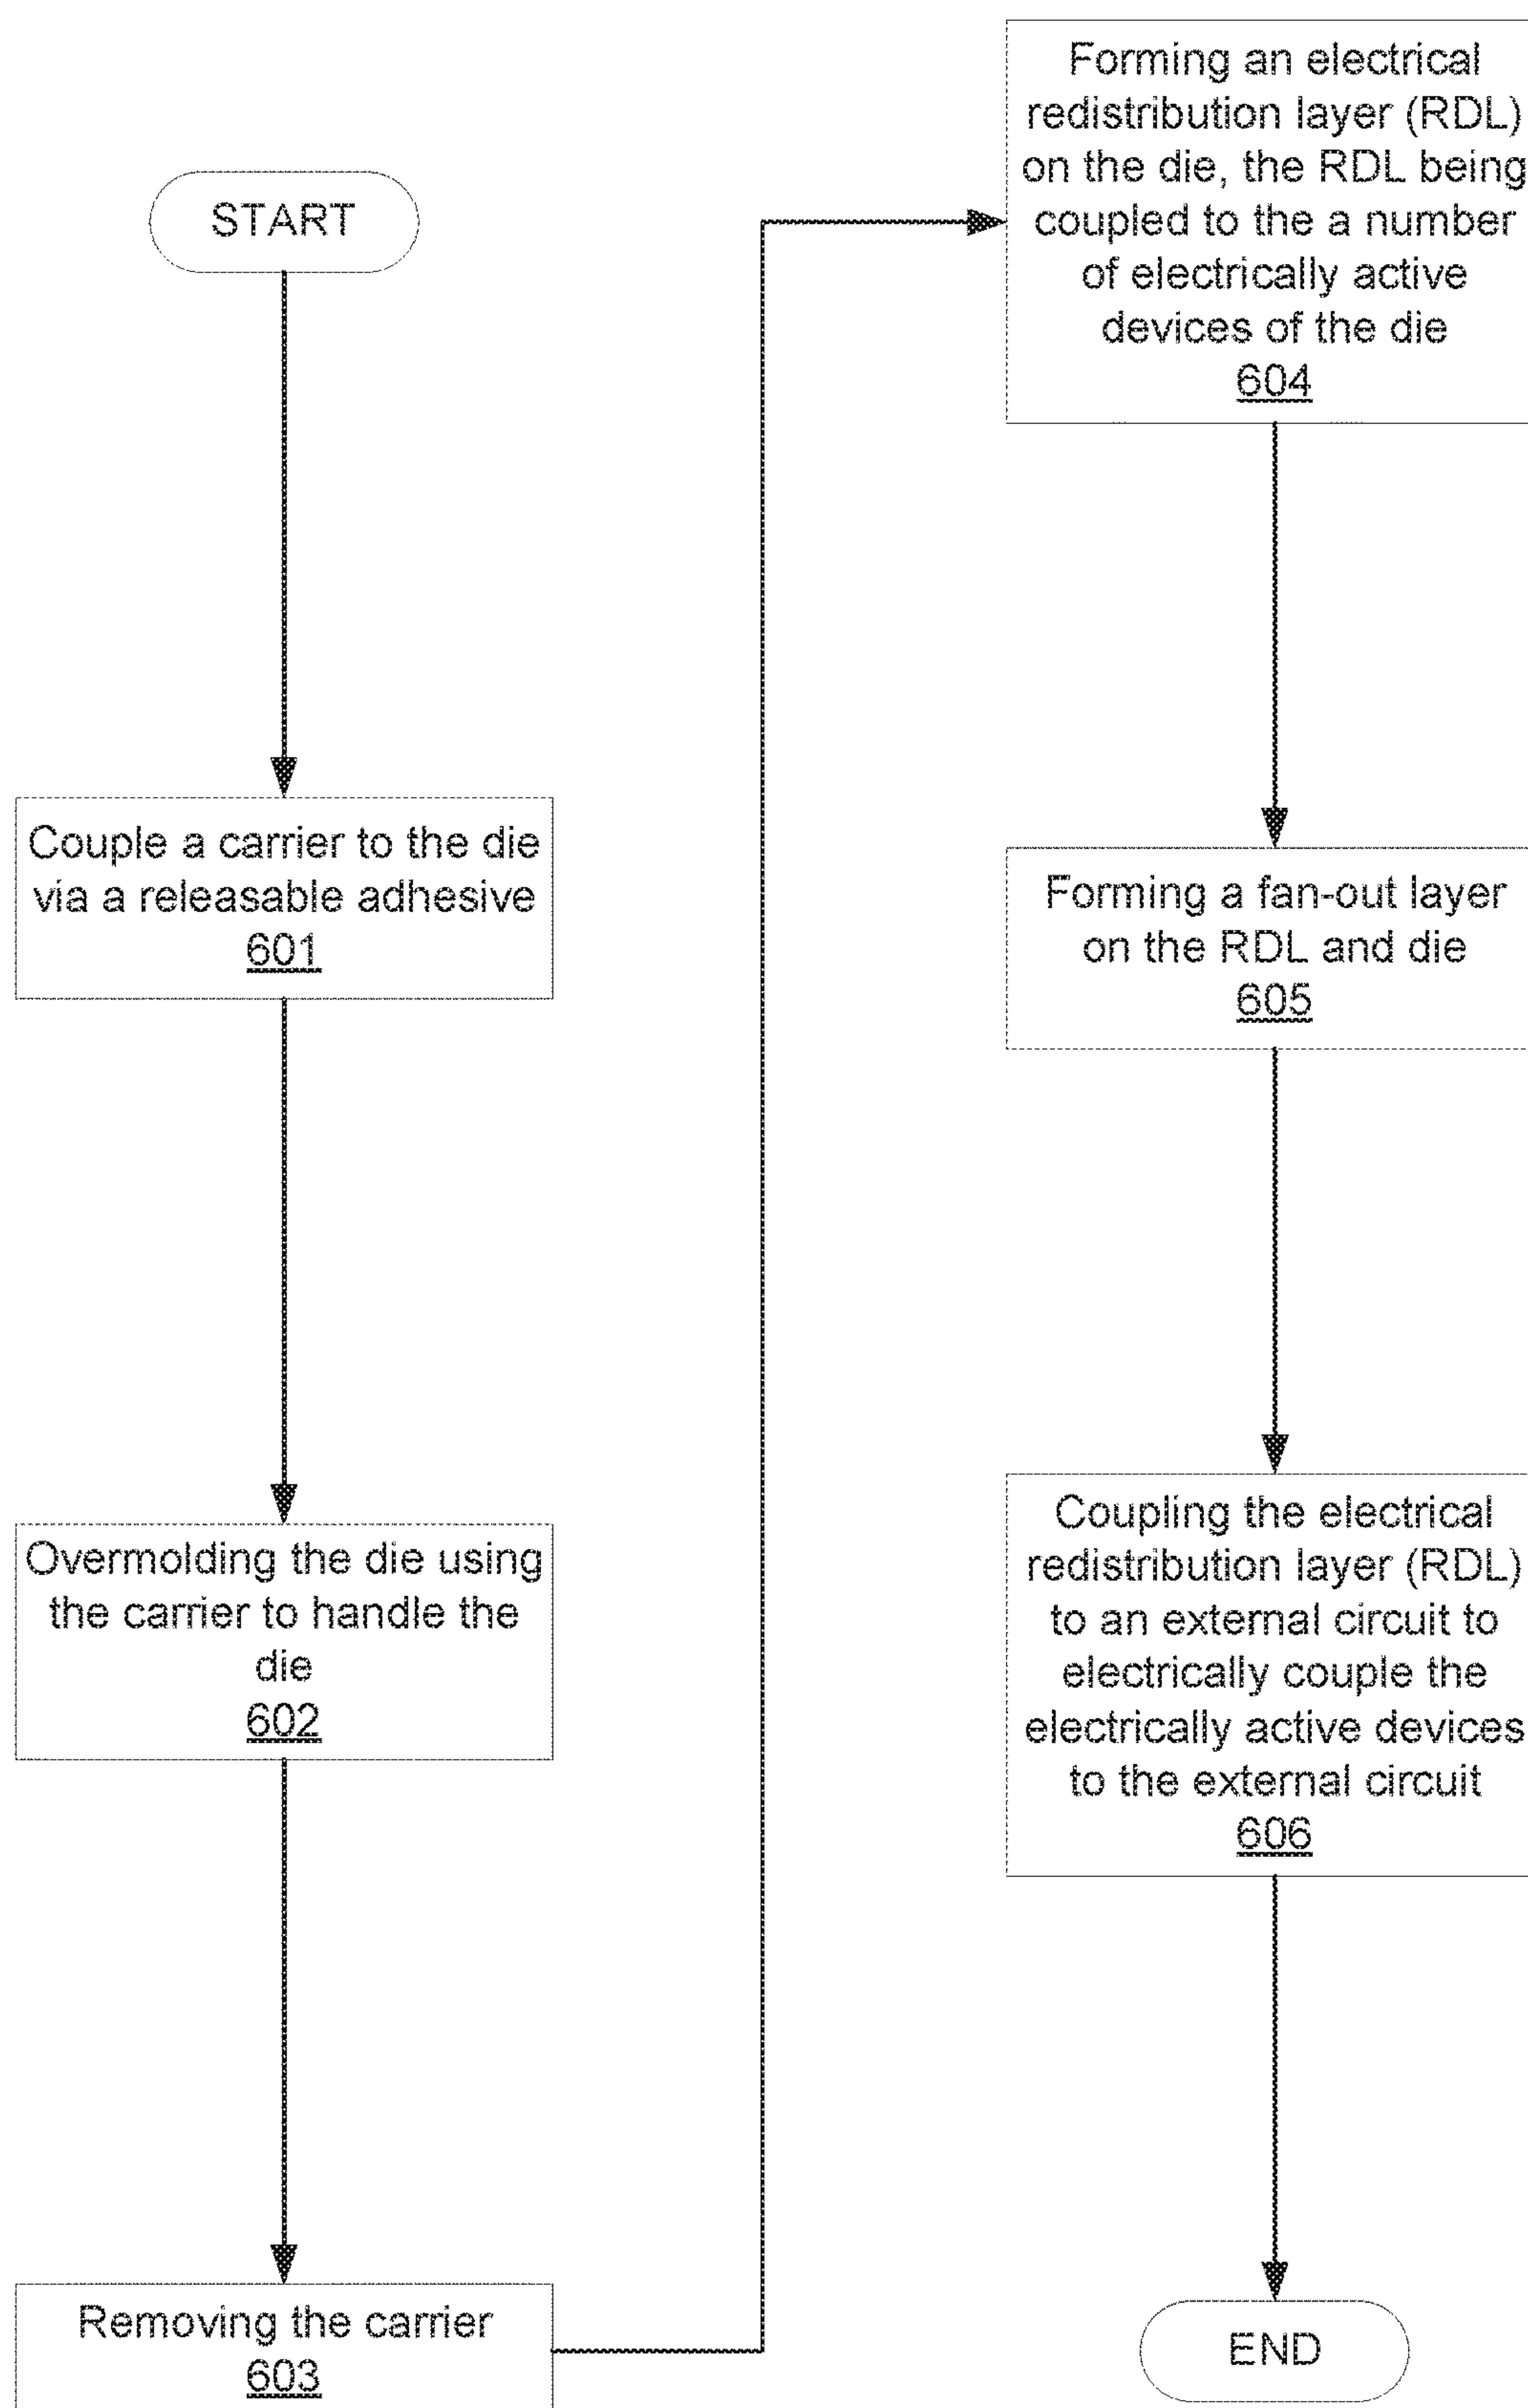 START
Couple a carrier to the die
via a releasable adhesive
601
Overmolding the die using
the carrier to handle the
die
602
Removing the carrier
603
Forming an electrical
redistribution layer (RDL)
on the die, the RDL being
coupled to the a number
of electrically active
devices of the die
604
Forming a fan-out layer
on the RDL and die
605
Coupling the electrical
redistribution layer (RDL)
to an external circuit to
electrically couple the
electrically active devices
to the external circuit
606
END